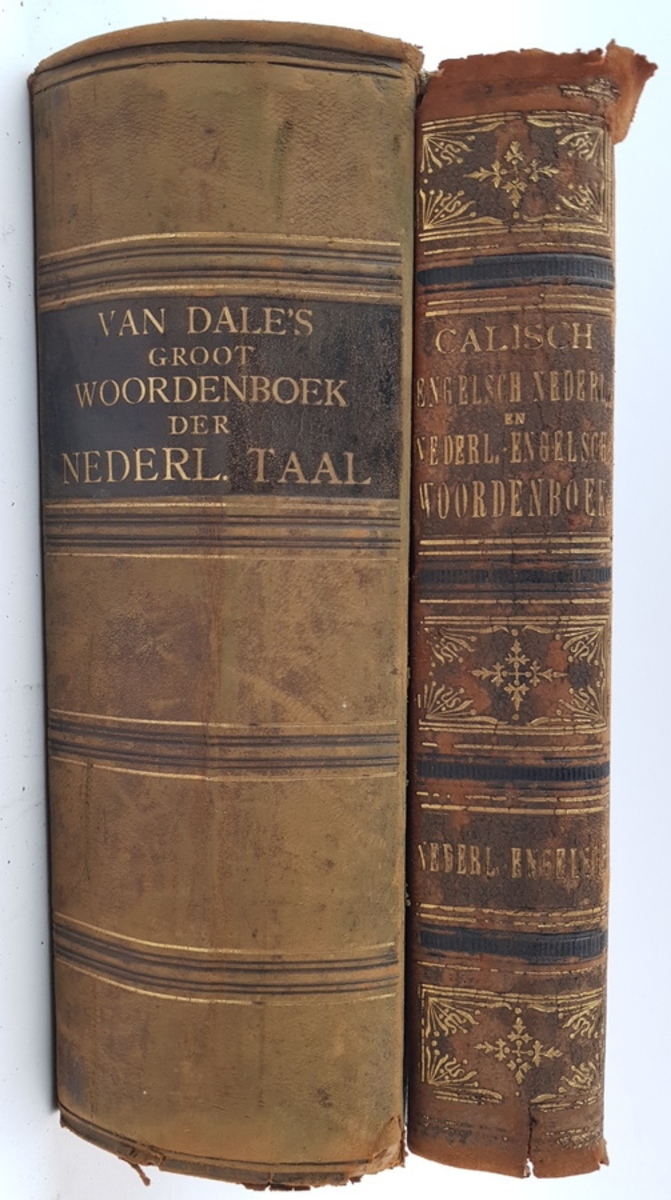 VAN DALE'S
GROOT
WOORDENBOEK
DER
NEDERL. TAAL
CALISCH
ENGELSCH NEDERL.
EN
NEDERL.-ENGELSCH
WOORDENBOEK
NEDERL. ENGELSCH